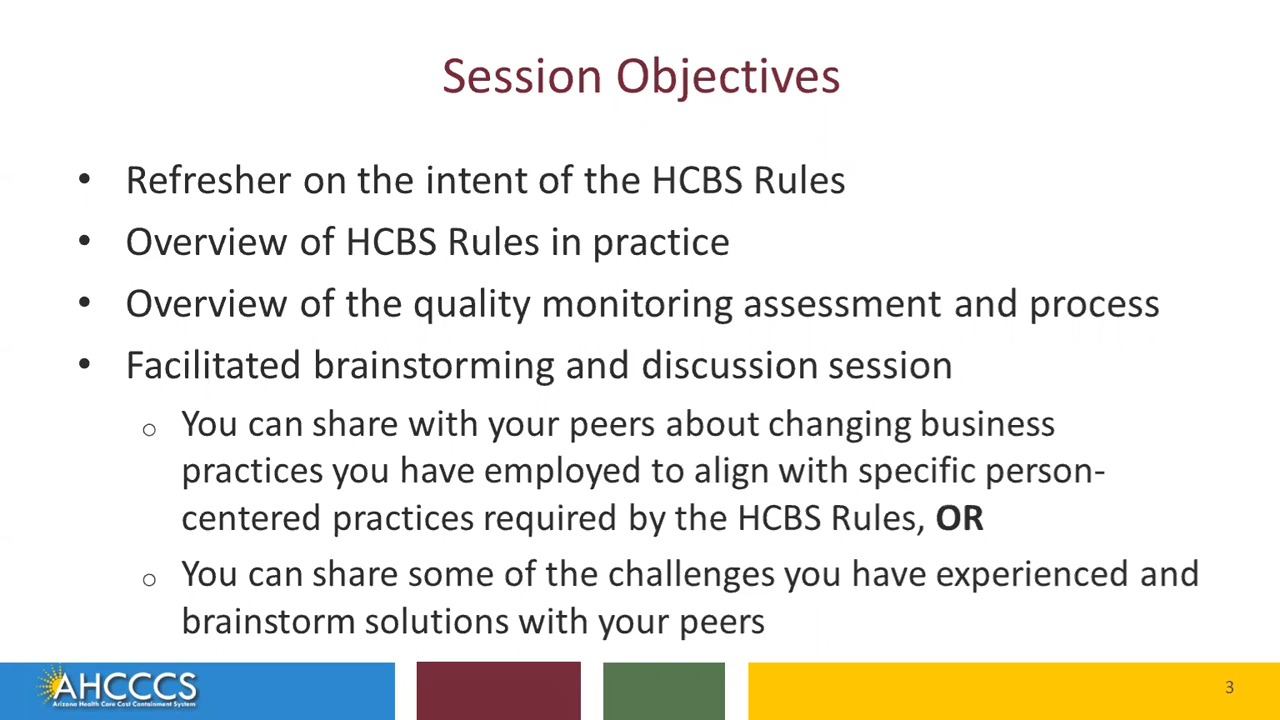 Session Objectives
• Refresher on the intent of the HCBS Rules
• Overview of HCBS Rules in practice
• Overview of the quality monitoring assessment and process
• Facilitated brainstorming and discussion session
o You can share with your peers about changing business
practices you have employed to align with specific person-
centered practices required by the HCBS Rules, OR
o You can share some of the challenges you have experienced and
brainstorm solutions with your peers
AHCCCS
Arizona Health Care Cost Containment System
3